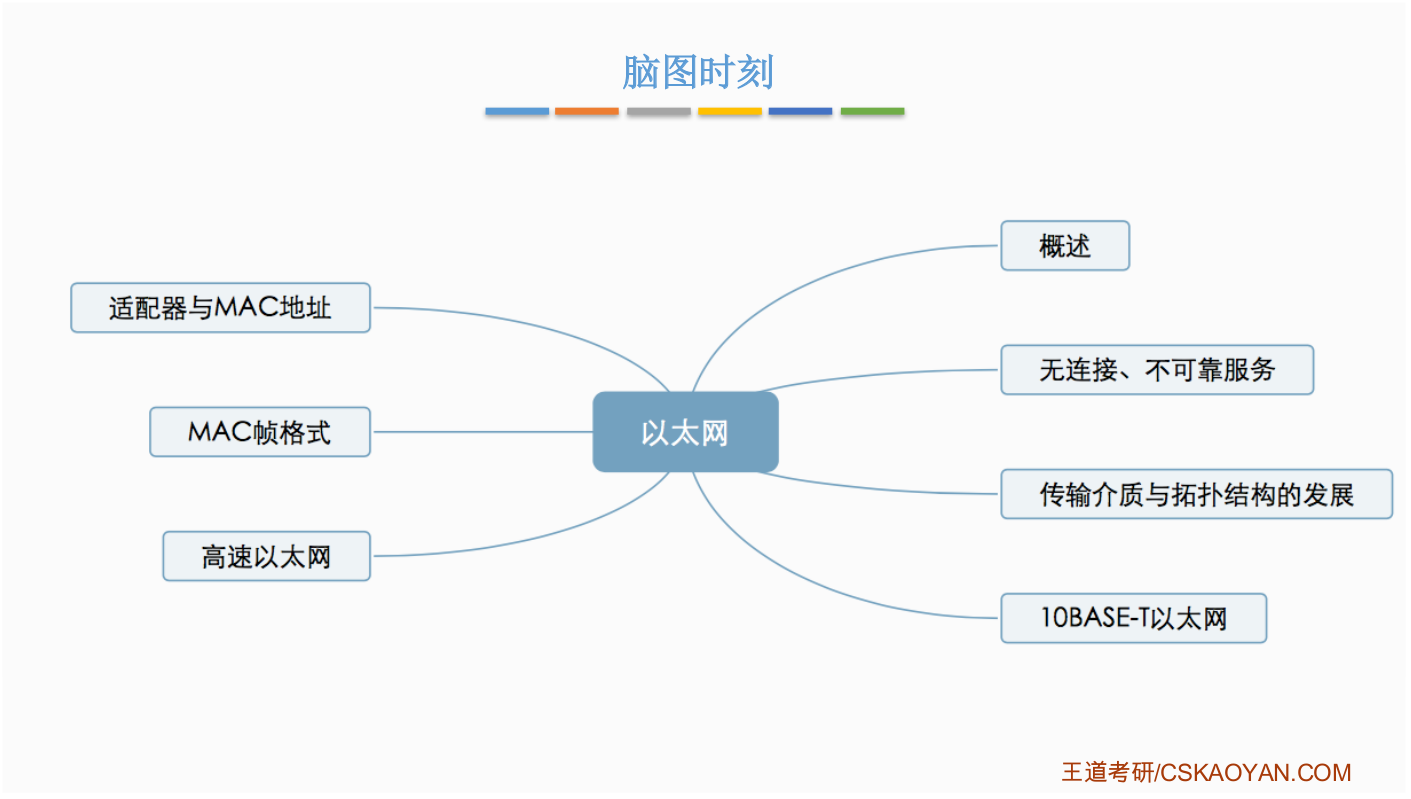 脑图时刻
概述
适配器与MAC地址
无连接、不可靠服务
以太网
MAC帧格式
传输介质与拓扑结构的发展
高速以太网
10BASE-T以太网
王道考研/CSKAOYAN.COM